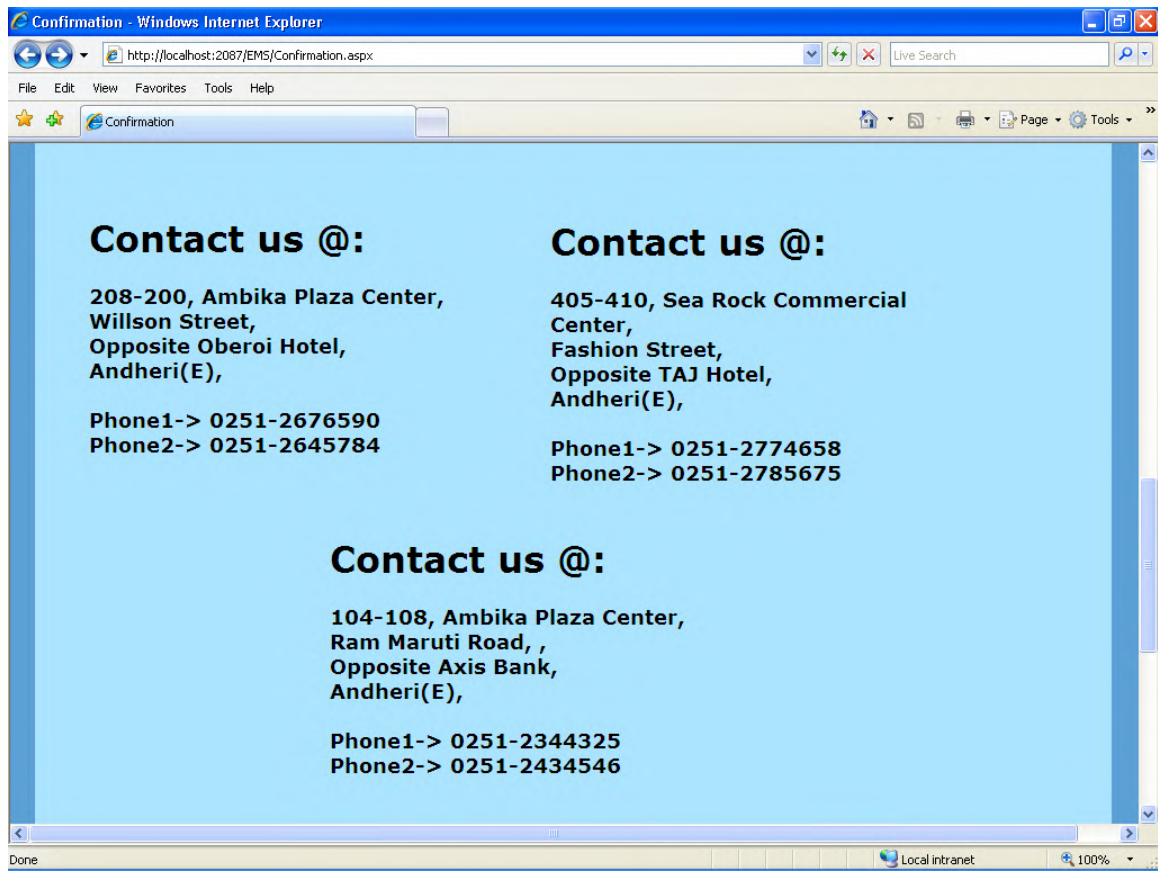 Confirmation - Windows Internet Explorer
http://localhost:2087/EMS/Confirmation.aspx
Live Search
File Edit View Favorites Tools Help
Confirmation
Page Tools
Contact us @:
208-200, Ambika Plaza Center,
Willson Street,
Opposite Oberoi Hotel,
Andheri(E),
Phone1-> 0251-2676590
Phone2-> 0251-2645784
Contact us @:
405-410, Sea Rock Commercial
Center,
Fashion Street,
Opposite TAJ Hotel,
Andheri(E),
Phone1-> 0251-2774658
Phone2-> 0251-2785675
Contact us @:
104-108, Ambika Plaza Center,
Ram Maruti Road, ,
Opposite Axis Bank,
Andheri(E),
Phone1-> 0251-2344325
Phone2-> 0251-2434546
Done
Local intranet
100%